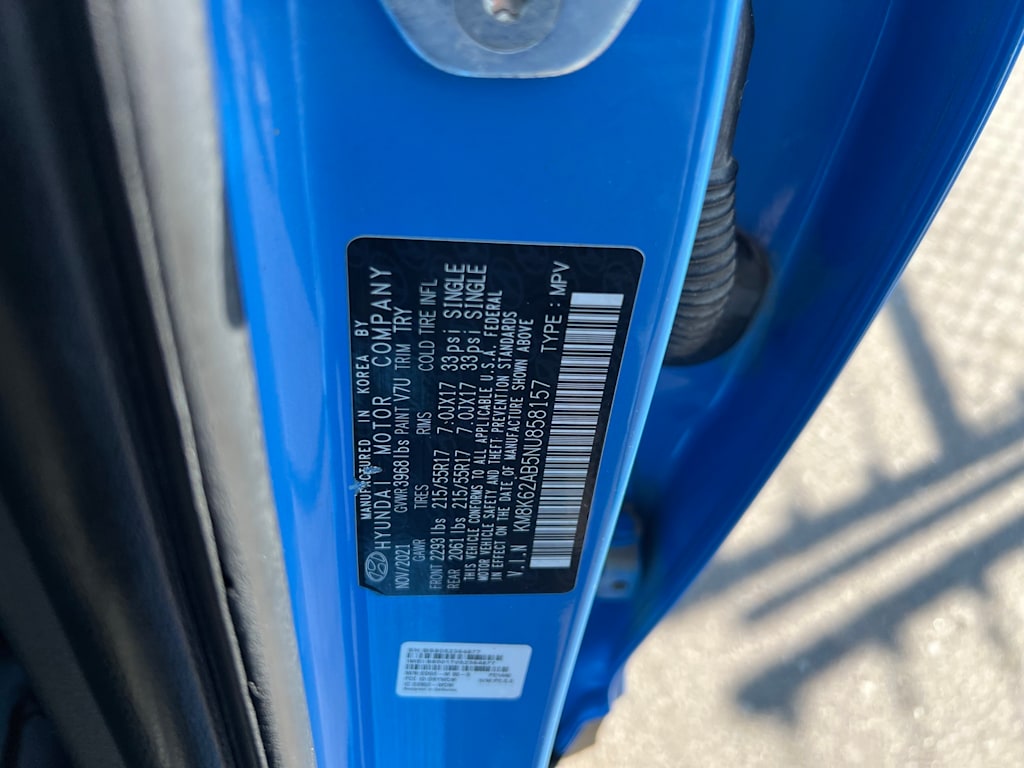 MANUFACTURED IN KOREA BY
HYUNDAI MOTOR COMPANY
NOV/2021 GVWR 3968 lbs PAINT V7U TRIM TRY
GAWR TIRES RIMS COLD TIRE INFL
FRONT 2293 lbs 215/55R17 7.0JX17 33psi SINGLE
REAR 2061 lbs 215/55R17 7.0JX17 33psi SINGLE
THIS VEHICLE CONFORMS TO ALL APPLICABLE U.S.A. FEDERAL
MOTOR VEHICLE SAFETY AND THEFT PREVENTION STANDARDS
IN EFFECT ON THE DATE OF MANUFACTURE SHOWN ABOVE
V.I.N KM8K62AB5NU858157 TYPE : MPV